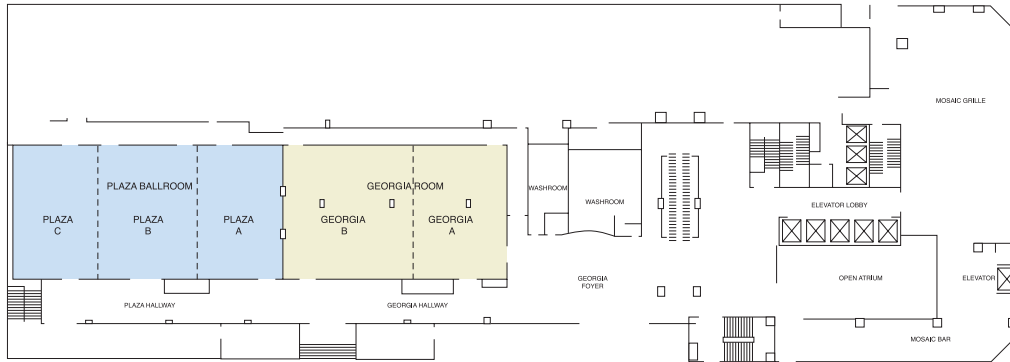 MOSAIC GRILLE
PLAZA BALLROOM
GEORGIA ROOM
WASHROOM
WASHROOM
ELEVATOR LOBBY
PLAZA
C
PLAZA
B
PLAZA
A
GEORGIA
B
GEORGIA
A
GEORGIA
FOYER
OPEN ATRIUM
ELEVATOR
PLAZA HALLWAY
GEORGIA HALLWAY
MOSAIC BAR